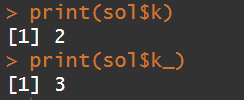 > print(sol$k)
[1] 2
> print(sol$k_)
[1] 3